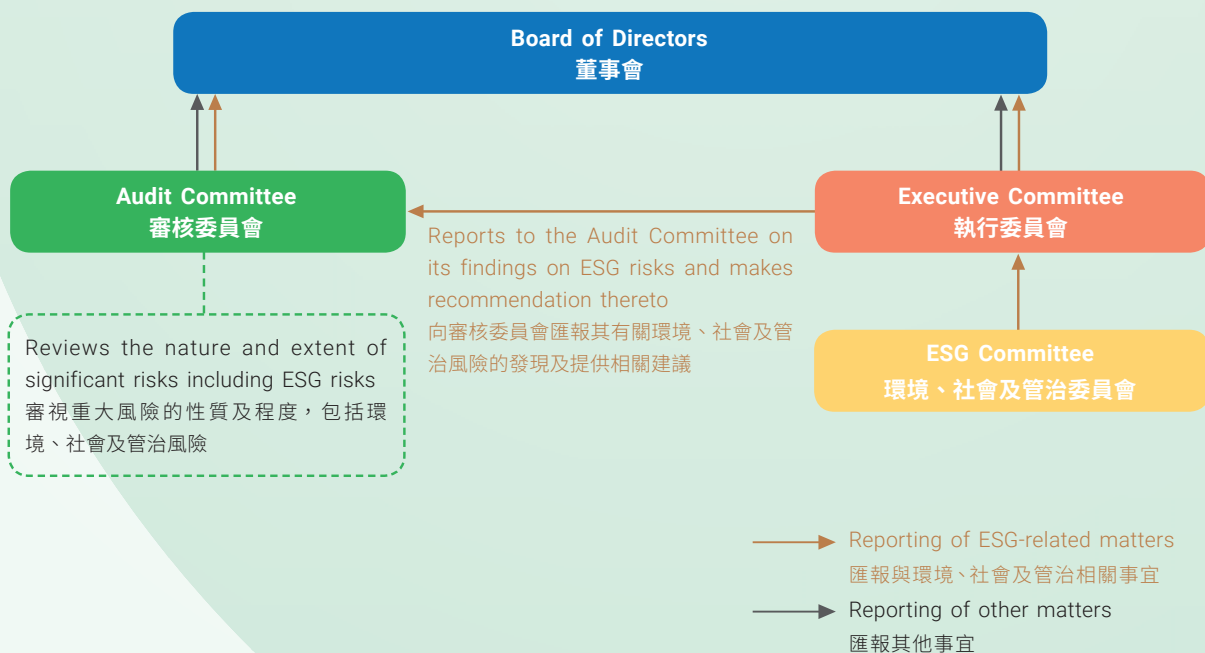 Board of Directors
董事會
Audit Committee
審核委員會
Executive Committee
執行委員會
Reports to the Audit Committee on
its findings on ESG risks and makes
recommendation thereto
向審核委員會匯報其有關環境、社會及管
治風險的發現及提供相關建議
Reviews the nature and extent of
significant risks including ESG risks
審視重大風險的性質及程度，包括環
境、社會及管治風險
ESG Committee
環境、社會及管治委員會
Reporting of ESG-related matters
匯報與環境、社會及管治相關事宜
Reporting of other matters
匯報其他事宜